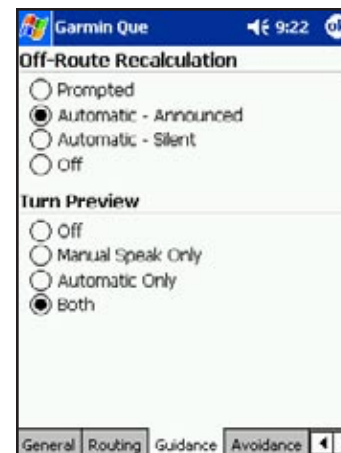 Garmin Que 9:22 ok
Off-Route Recalculation
Prompted
Automatic - Announced
Automatic - Silent
Off
Turn Preview
Off
Manual Speak Only
Automatic Only
Both
General Routing Guidance Avoidance